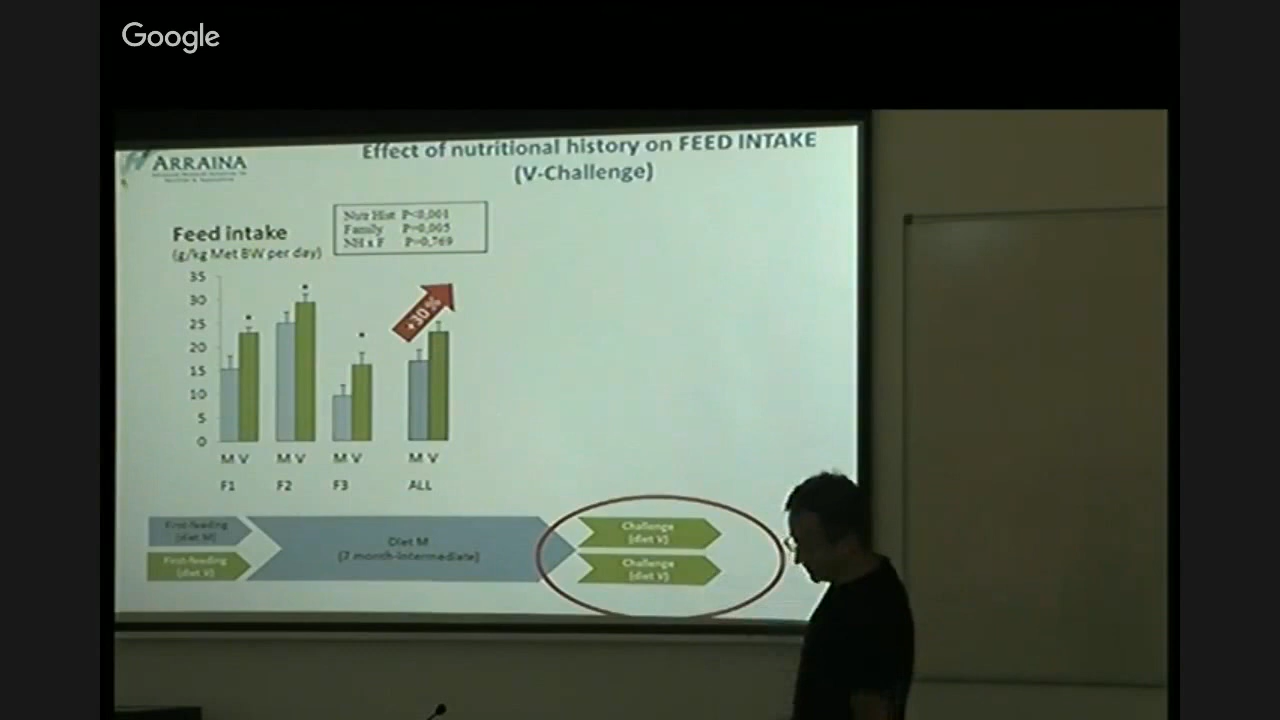 Google
ARRAINA
Effect of nutritional history on FEED INTAKE
(V-Challenge)
Nutr Hist P<0,001
Family P=0,005
NH x F P=0,769
Feed intake
(g/kg Met BW per day)
35
30
25
20
15
10
5
0
+30 %
M V M V M V M V
F1 F2 F3 ALL
First-feeding
(diet M)
First-feeding
(diet V)
Diet M
(7 month-intermediate)
Challenge
(diet V)
Challenge
(diet V)